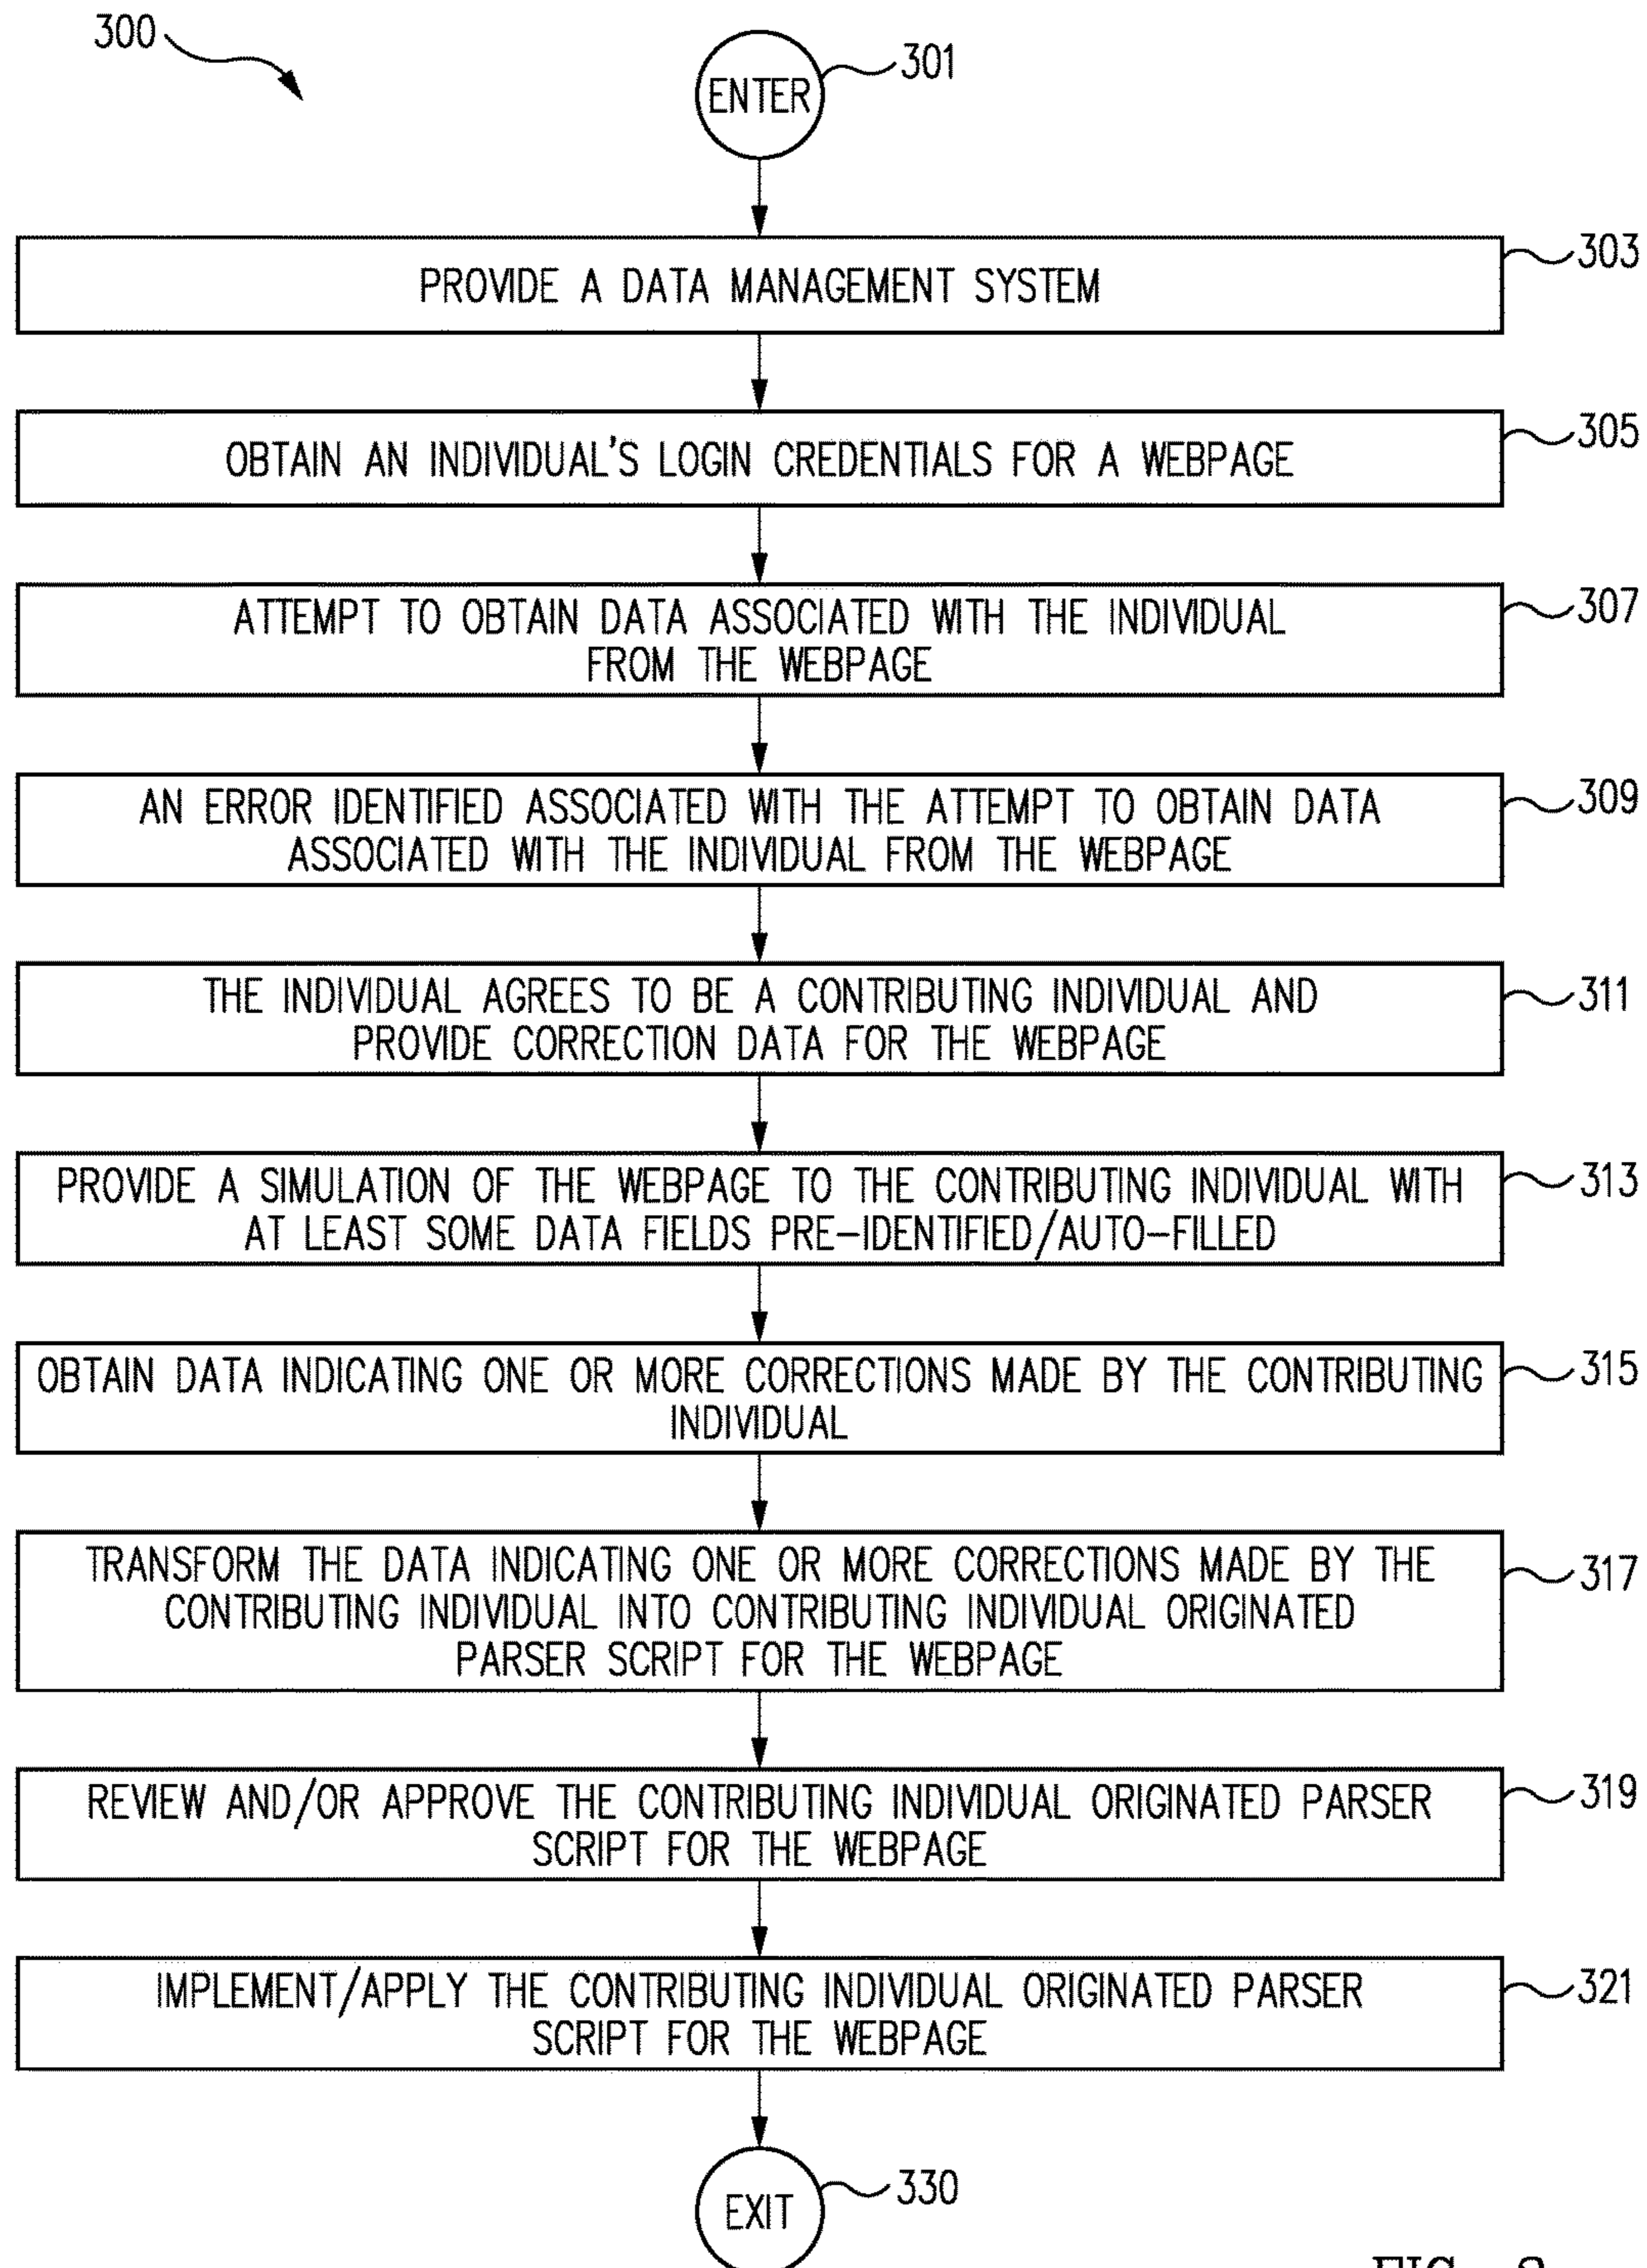 300
ENTER
301
PROVIDE A DATA MANAGEMENT SYSTEM
303
OBTAIN AN INDIVIDUAL'S LOGIN CREDENTIALS FOR A WEBPAGE
305
ATTEMPT TO OBTAIN DATA ASSOCIATED WITH THE INDIVIDUAL
FROM THE WEBPAGE
307
AN ERROR IDENTIFIED ASSOCIATED WITH THE ATTEMPT TO OBTAIN DATA
ASSOCIATED WITH THE INDIVIDUAL FROM THE WEBPAGE
309
THE INDIVIDUAL AGREES TO BE A CONTRIBUTING INDIVIDUAL AND
PROVIDE CORRECTION DATA FOR THE WEBPAGE
311
PROVIDE A SIMULATION OF THE WEBPAGE TO THE CONTRIBUTING INDIVIDUAL WITH
AT LEAST SOME DATA FIELDS PRE-IDENTIFIED/AUTO-FILLED
313
OBTAIN DATA INDICATING ONE OR MORE CORRECTIONS MADE BY THE CONTRIBUTING
INDIVIDUAL
315
TRANSFORM THE DATA INDICATING ONE OR MORE CORRECTIONS MADE BY THE
CONTRIBUTING INDIVIDUAL INTO CONTRIBUTING INDIVIDUAL ORIGINATED
PARSER SCRIPT FOR THE WEBPAGE
317
REVIEW AND/OR APPROVE THE CONTRIBUTING INDIVIDUAL ORIGINATED PARSER
SCRIPT FOR THE WEBPAGE
319
IMPLEMENT/APPLY THE CONTRIBUTING INDIVIDUAL ORIGINATED PARSER
SCRIPT FOR THE WEBPAGE
321
EXIT
330